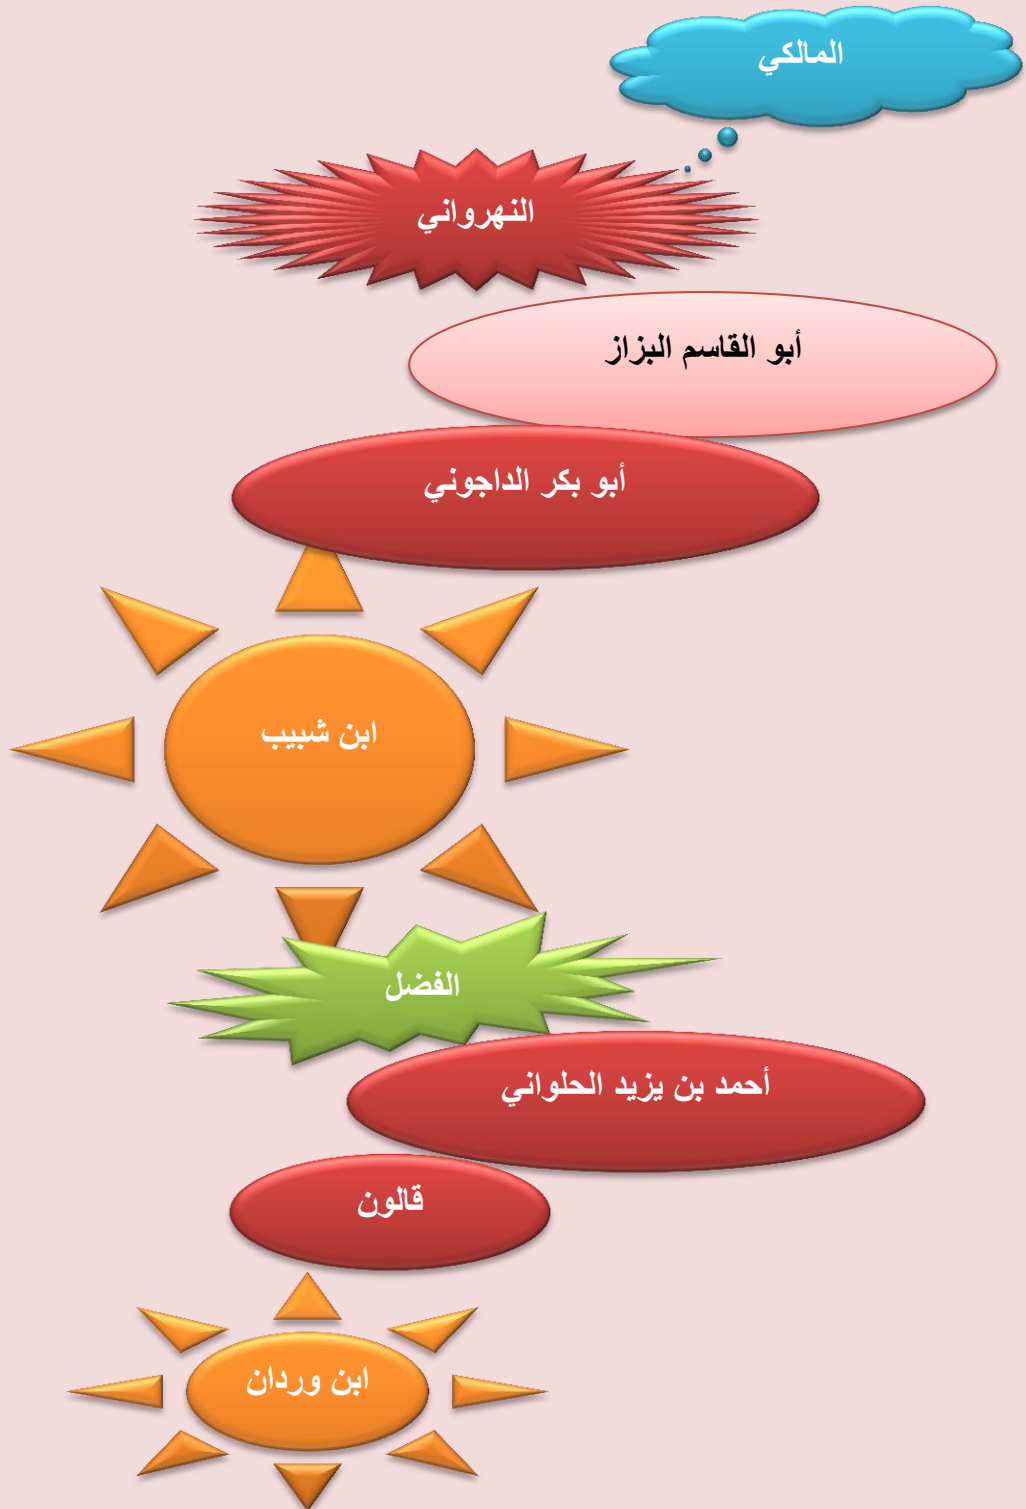 المالكي
النهرواني
أبو القاسم البزاز
أبو بكر الداجوني
ابن شبيب
الفضل
أحمد بن يزيد الحلواني
قالون
ابن وردان